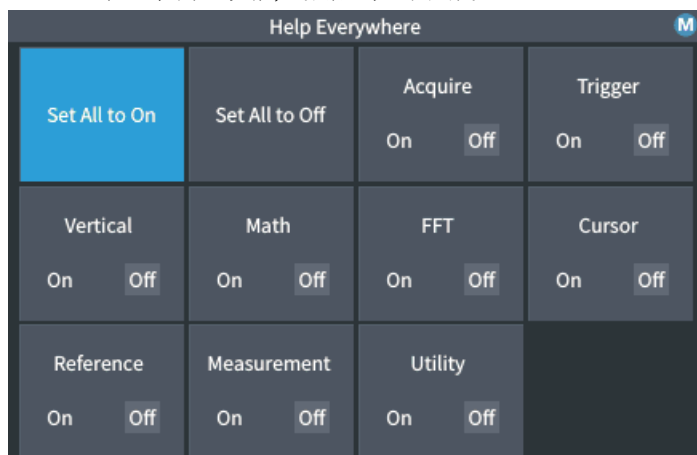 Help Everywhere M
Set All to On
Set All to Off
Acquire
On Off
Trigger
On Off
Vertical
On Off
Math
On Off
FFT
On Off
Cursor
On Off
Reference
On Off
Measurement
On Off
Utility
On Off